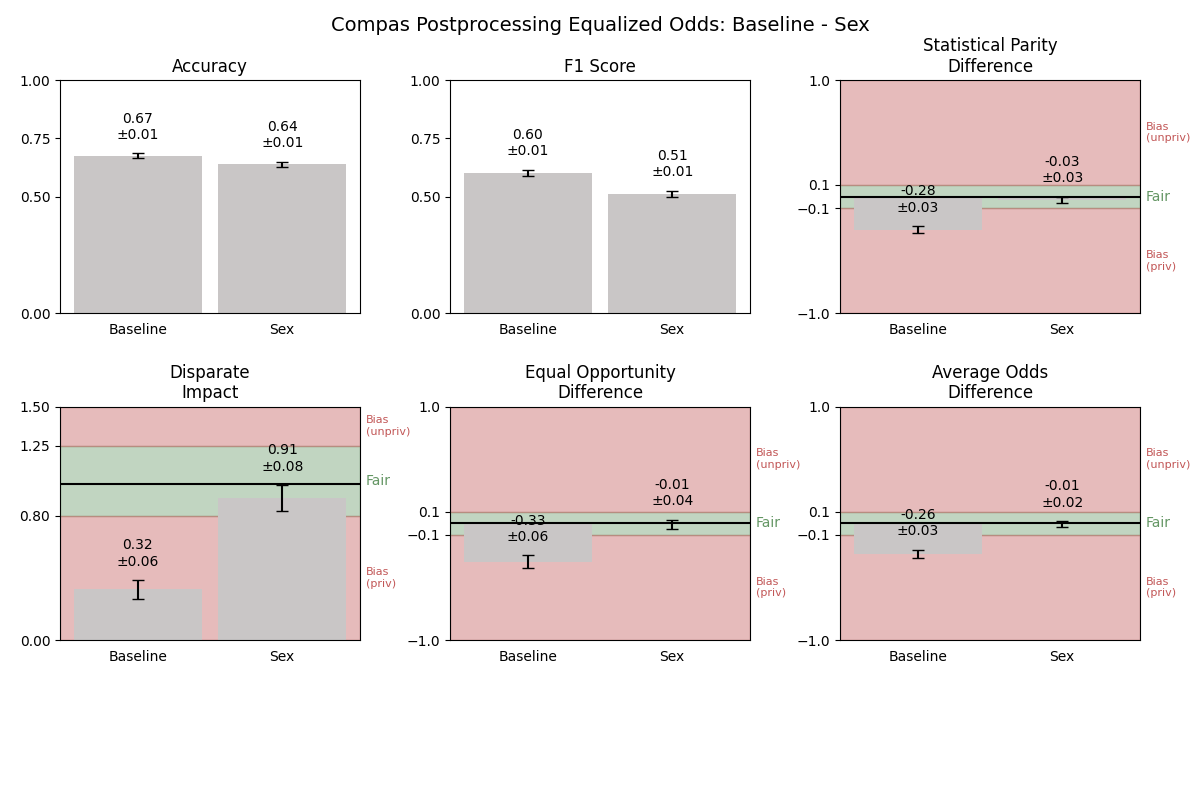 Compas Postprocessing Equalized Odds: Baseline - Sex
Accuracy
1.00
0.75
0.50
0.00
0.67
±0.01
0.64
±0.01
Baseline
Sex
F1 Score
1.00
0.75
0.50
0.00
0.60
±0.01
0.51
±0.01
Baseline
Sex
Statistical Parity
Difference
1.0
0.1
−0.1
−1.0
-0.28
±0.03
-0.03
±0.03
Bias
(unpriv)
Fair
Bias
(priv)
Baseline
Sex
Disparate
Impact
1.50
1.25
0.80
0.00
0.32
±0.06
0.91
±0.08
Bias
(unpriv)
Fair
Bias
(priv)
Baseline
Sex
Equal Opportunity
Difference
1.0
0.1
−0.1
−1.0
-0.33
±0.06
-0.01
±0.04
Bias
(unpriv)
Fair
Bias
(priv)
Baseline
Sex
Average Odds
Difference
1.0
0.1
−0.1
−1.0
-0.26
±0.03
-0.01
±0.02
Bias
(unpriv)
Fair
Bias
(priv)
Baseline
Sex